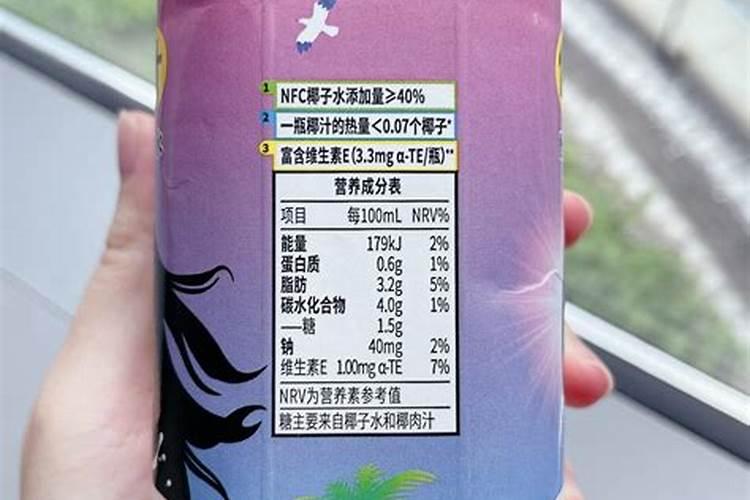 1 NFC椰子水添加量≥40%
2 一瓶椰汁的热量<0.07个椰子*
3 富含维生素E(3.3mg α-TE/瓶)**
营养成分表
项目 每100mL NRV%
能量 179kJ 2%
蛋白质 0.6g 1%
脂肪 3.2g 5%
碳水化合物 4.0g 1%
——糖 1.5g
钠 40mg 2%
维生素E 1.00mg α-TE 7%
NRV为营养素参考值
糖主要来自椰子水和椰肉汁